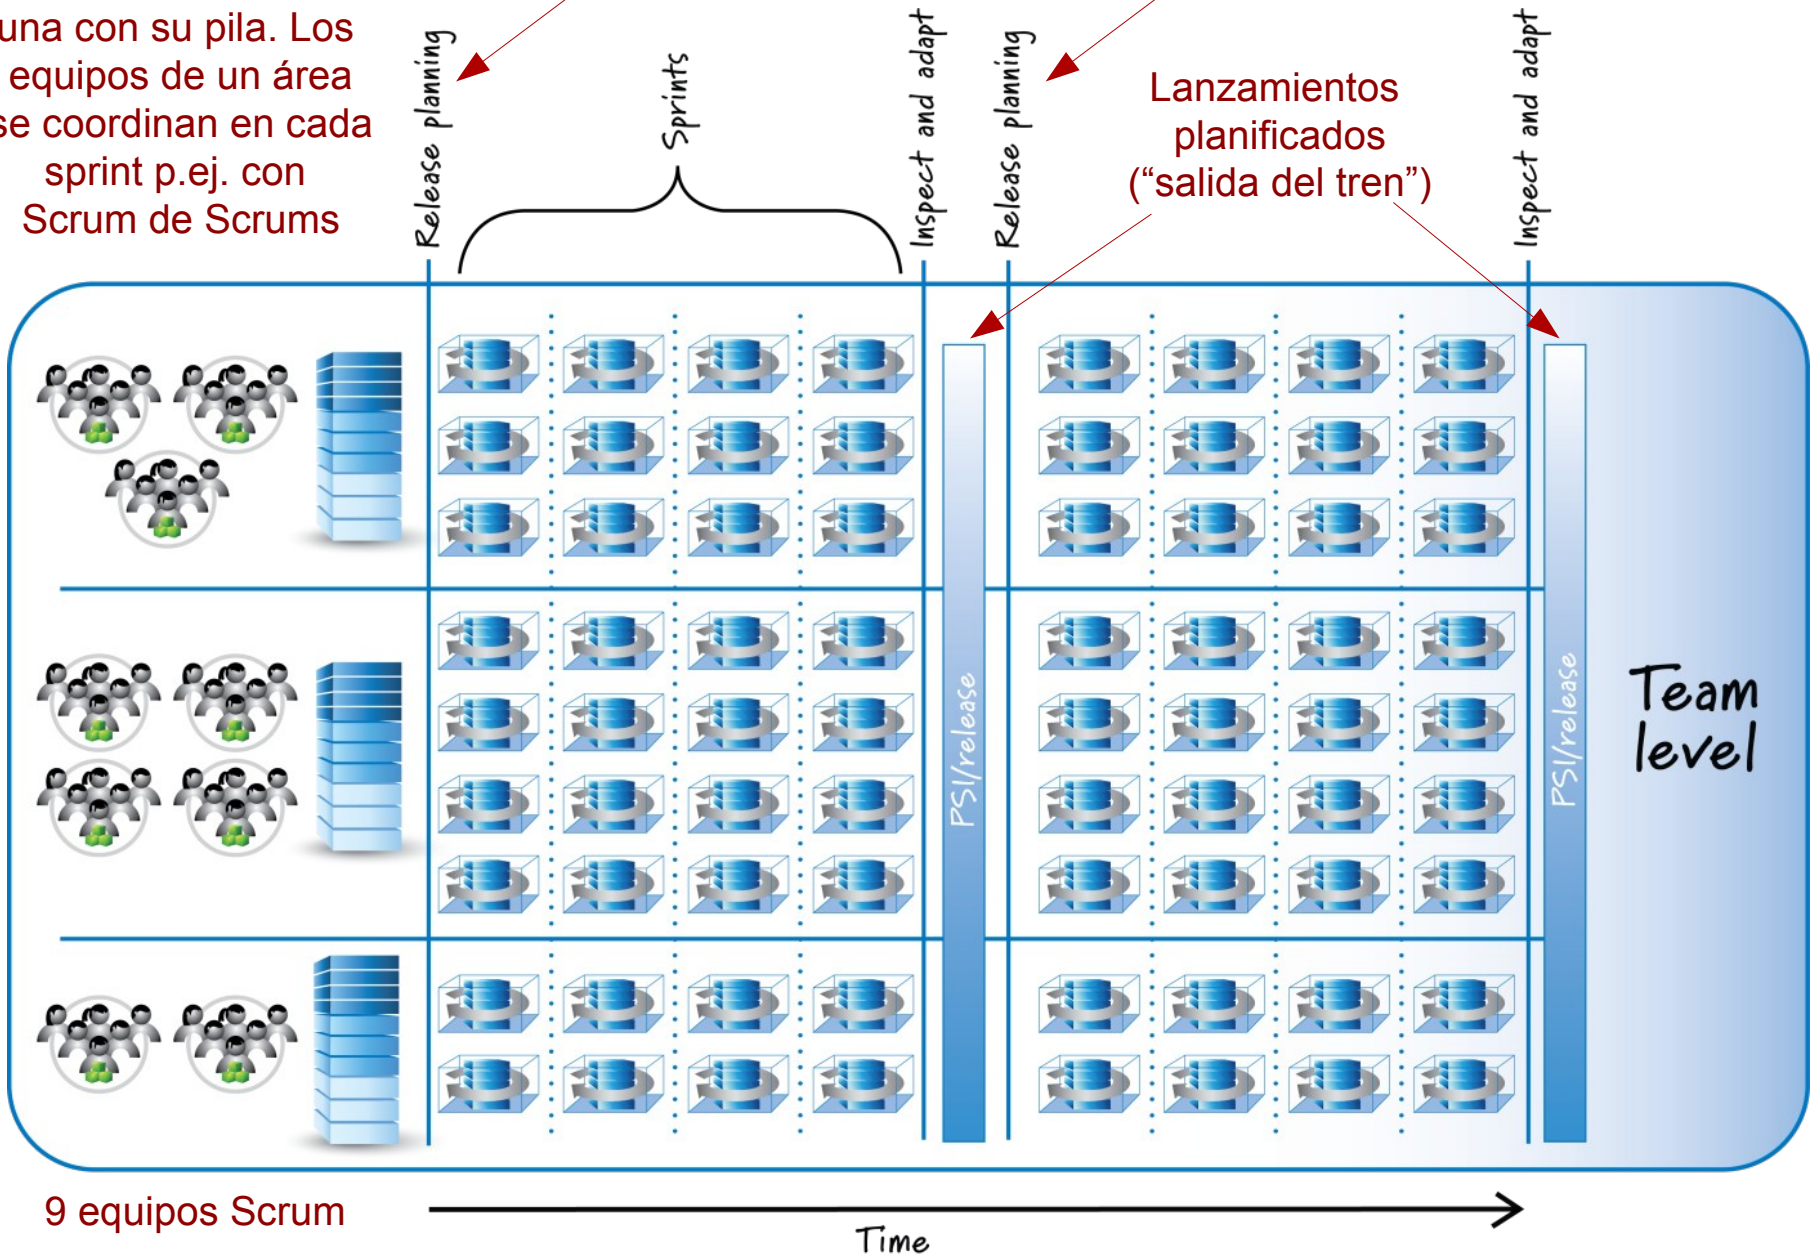 una con su pila. Los
equipos de un área
se coordinan en cada
sprint p.ej. con
Scrum de Scrums
Release planning
Sprints
Inspect and adapt
Release planning
Lanzamientos
planificados
(“salida del tren”)
Inspect and adapt
PSI/release
PSI/release
Team
level
9 equipos Scrum
Time